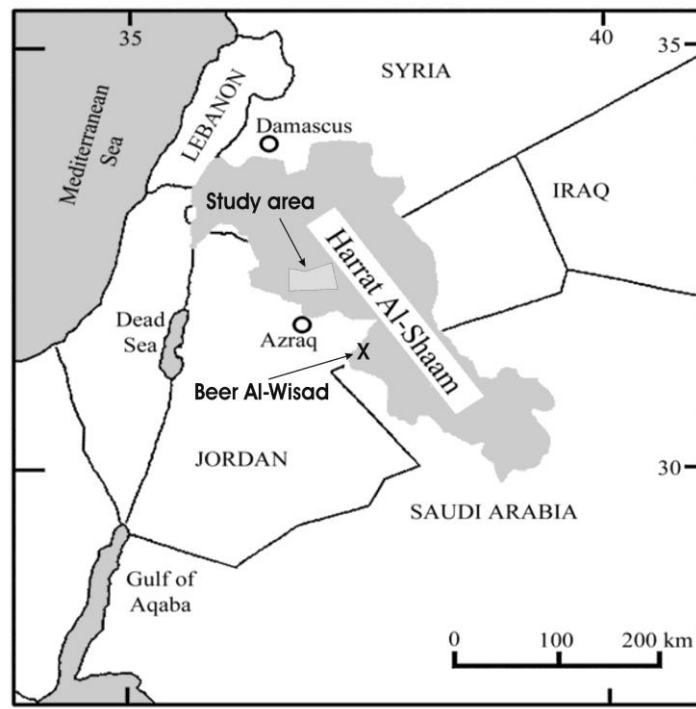 35
40
35
SYRIA
LEBANON
Mediterranean
Sea
Damascus
IRAQ
Study area
Harrat Al-Shaam
Dead
Sea
Azraq
X
Beer Al-Wisad
JORDAN
30
SAUDI ARABIA
Gulf of
Aqaba
0 100 200 km